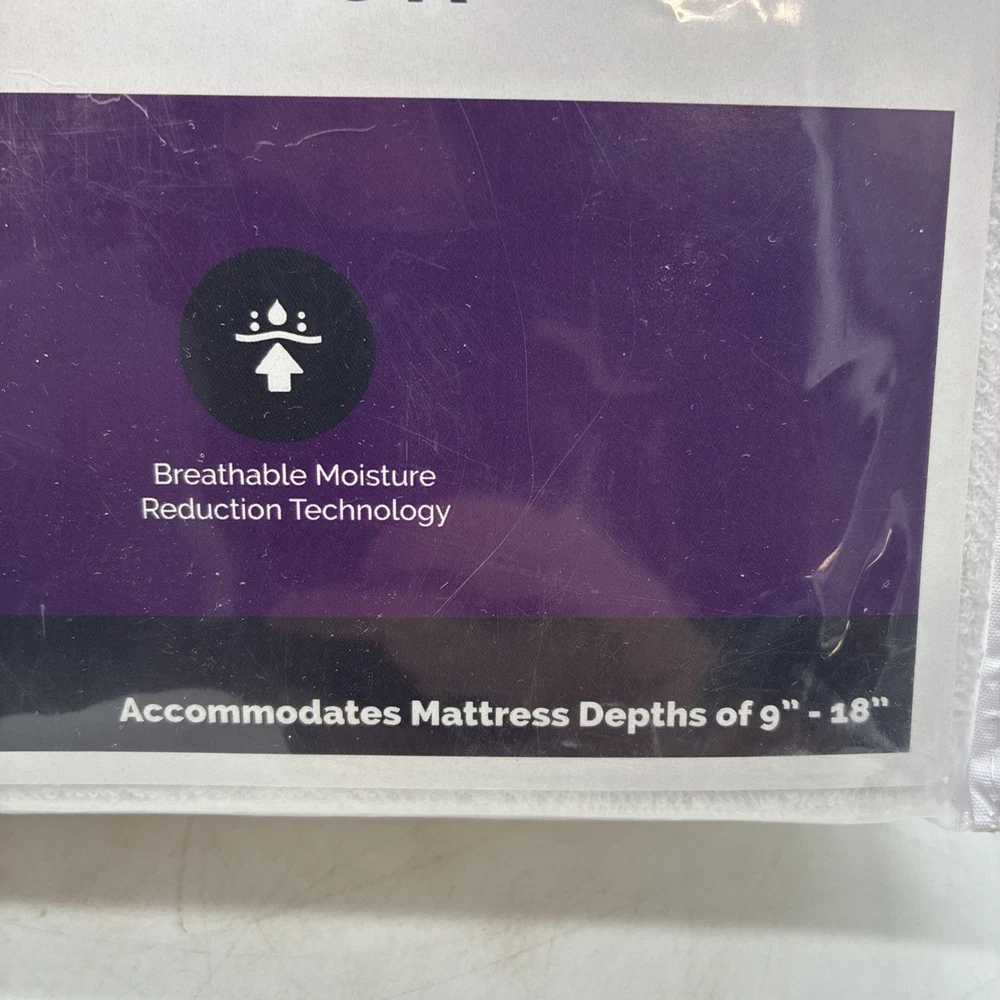 Breathable Moisture
Reduction Technology
Accommodates Mattress Depths of 9” - 18”